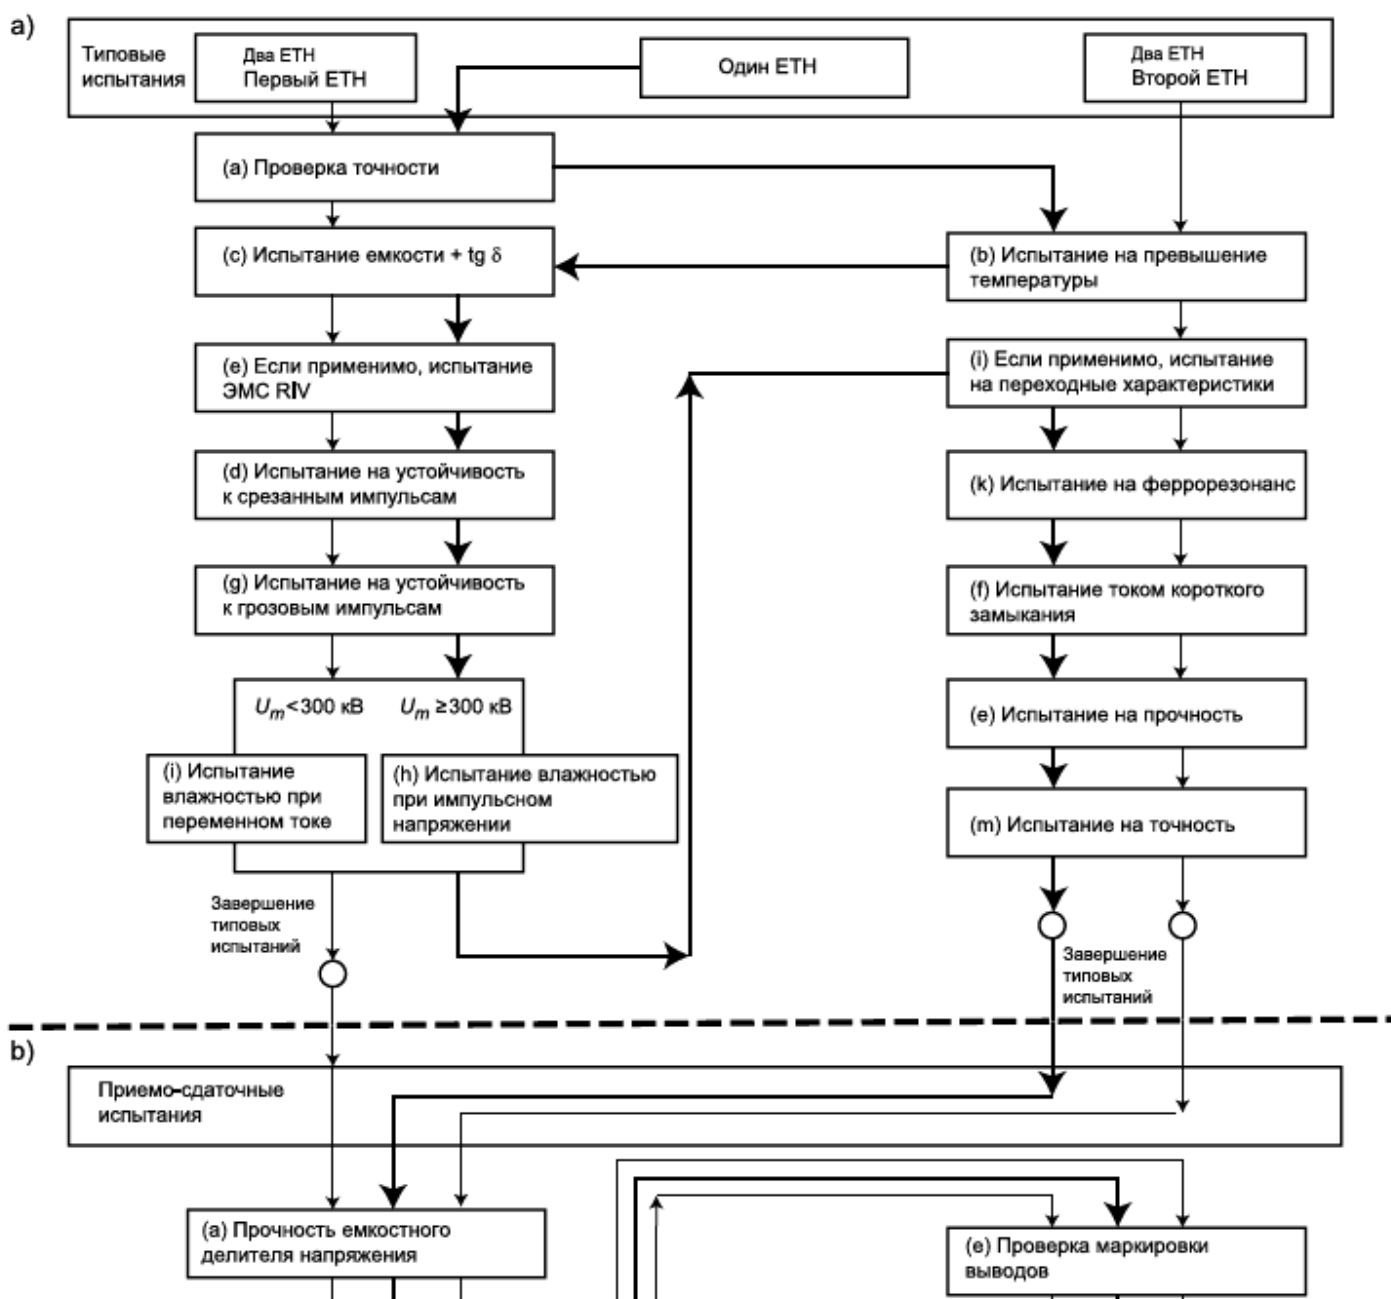 a)
Типовые
испытания
Два ЕТН
Первый ЕТН
Один ЕТН
Два ЕТН
Второй ЕТН
(a) Проверка точности
(c) Испытание емкости + tg δ
(b) Испытание на превышение
температуры
(e) Если применимо, испытание
ЭМС RIV
(i) Если применимо, испытание
на переходные характеристики
(d) Испытание на устойчивость
к срезанным импульсам
(k) Испытание на феррорезонанс
(g) Испытание на устойчивость
к грозовым импульсам
(f) Испытание током короткого
замыкания
Um<300 кВ
Um ≥300 кВ
(e) Испытание на прочность
(i) Испытание
влажностью при
переменном токе
(h) Испытание влажностью
при импульсном
напряжении
(m) Испытание на точность
Завершение
типовых
испытаний
Завершение
типовых
испытаний
b)
Приемо-сдаточные
испытания
(a) Прочность емкостного
делителя напряжения
(e) Проверка маркировки
выводов